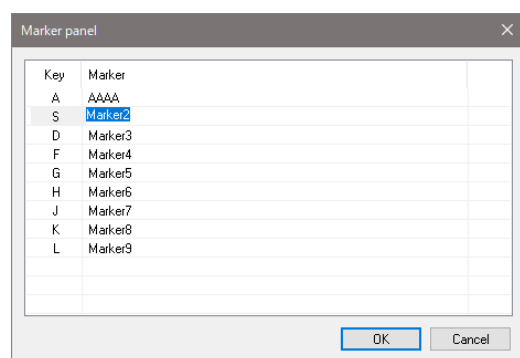 Marker panel
Key Marker
A AAAA
S Marker2
D Marker3
F Marker4
G Marker5
H Marker6
J Marker7
K Marker8
L Marker9
OK Cancel